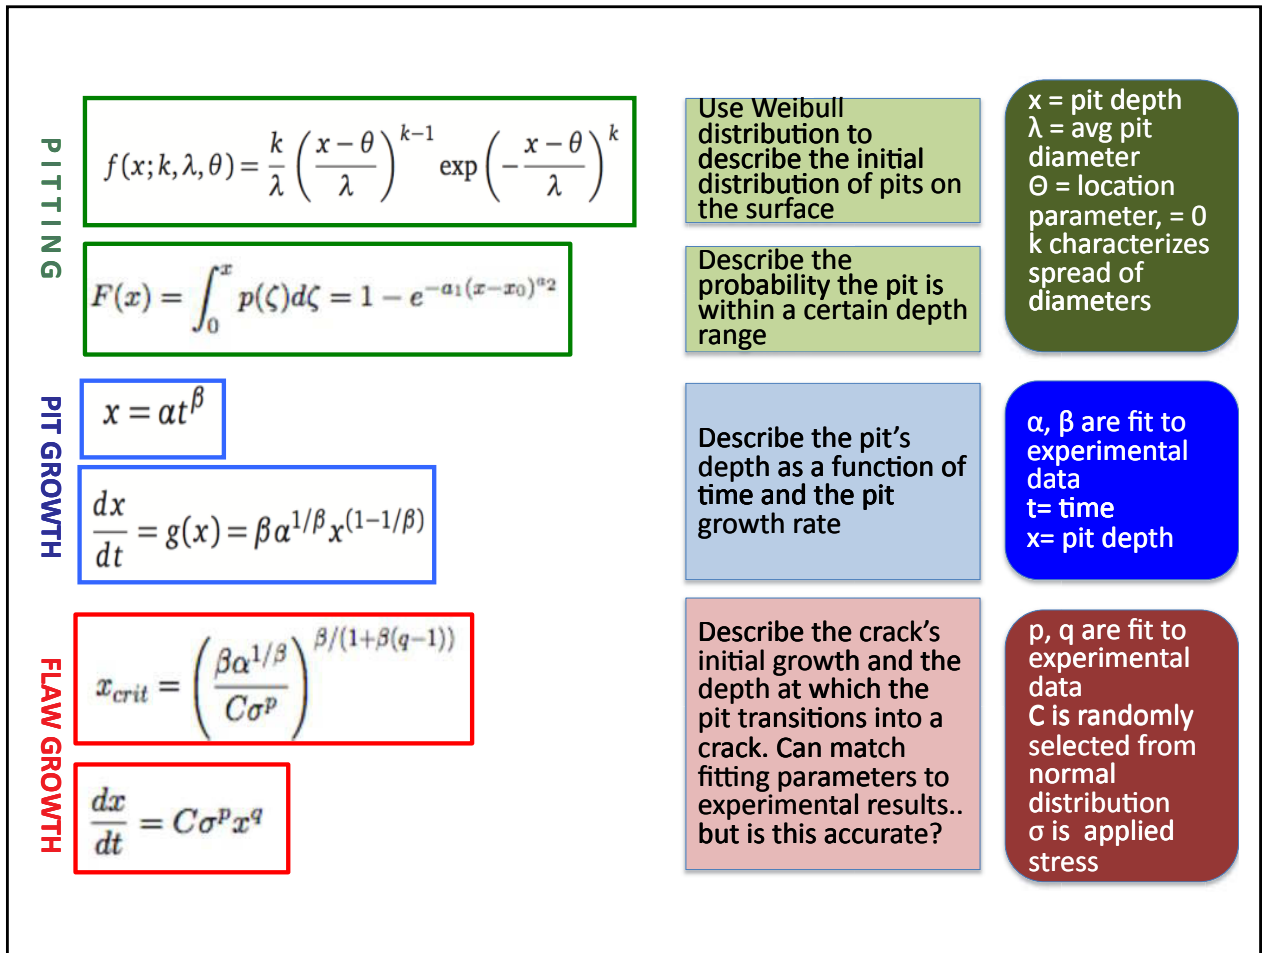 PITTING
f(x; k, λ, θ) = k/λ ((x − θ)/λ)^(k−1) exp(−(x − θ)/λ)^k
Use Weibull
distribution to
describe the initial
distribution of pits on
the surface
x = pit depth
λ = avg pit
diameter
Θ = location
parameter, = 0
k characterizes
spread of
diameters
F(x) = ∫₀ˣ p(ζ)dζ = 1 − e^(−a₁(x−x₀)^(a₂))
Describe the
probability the pit is
within a certain depth
range
PIT GROWTH
x = αt^β
dx/dt = g(x) = βα^(1/β) x^((1−1/β))
Describe the pit’s
depth as a function of
time and the pit
growth rate
α, β are fit to
experimental
data
t= time
x= pit depth
FLAW GROWTH
x_crit = (βα^(1/β) / Cσ^p)^(β/(1+β(q−1)))
dx/dt = Cσ^p x^q
Describe the crack’s
initial growth and the
depth at which the
pit transitions into a
crack. Can match
fitting parameters to
experimental results..
but is this accurate?
p, q are fit to
experimental
data
C is randomly
selected from
normal
distribution
σ is applied
stress